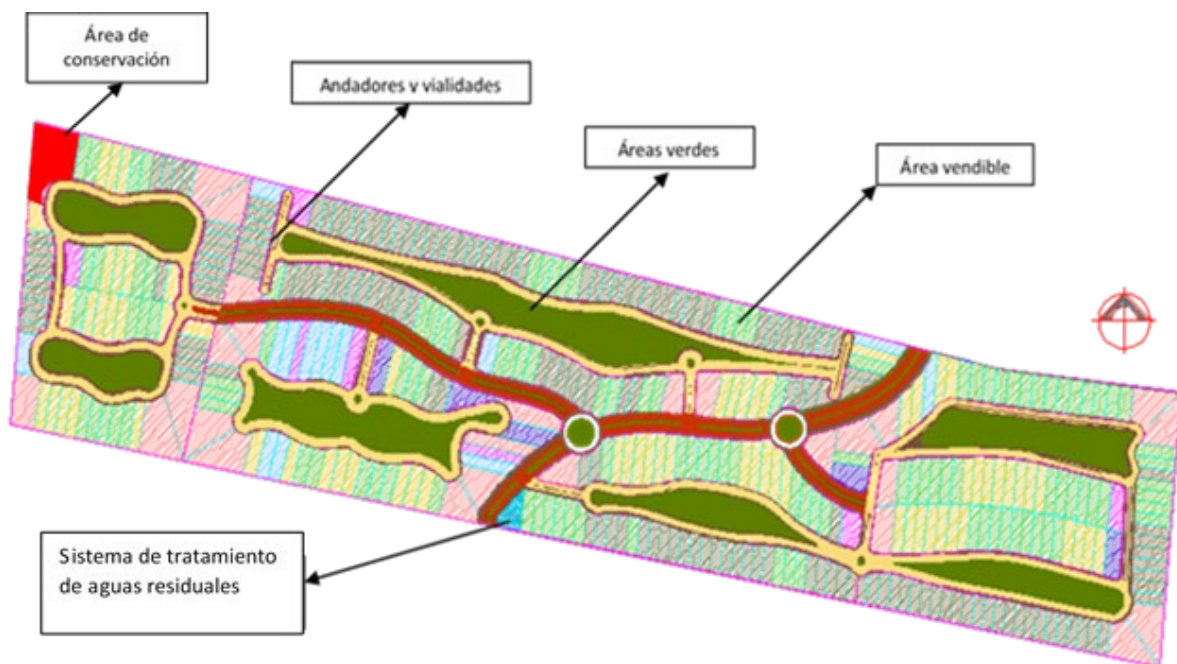 Área de
conservación
Andadores v vialidades
Áreas verdes
Área vendible
Sistema de tratamiento
de aguas residuales